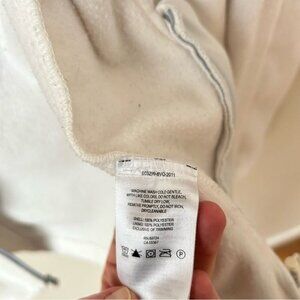 MACHINE WASH COLD GENTLE,
WITH LIKE COLORS. DO NOT BLEACH,
TUMBLE DRY LOW,
REMOVE PROMPTLY, DO NOT IRON,
DRYCLEANABLE
SHELL: 100% POLYESTER
LINING: 100% POLYESTER
EXCLUSIVE OF TRIMMING